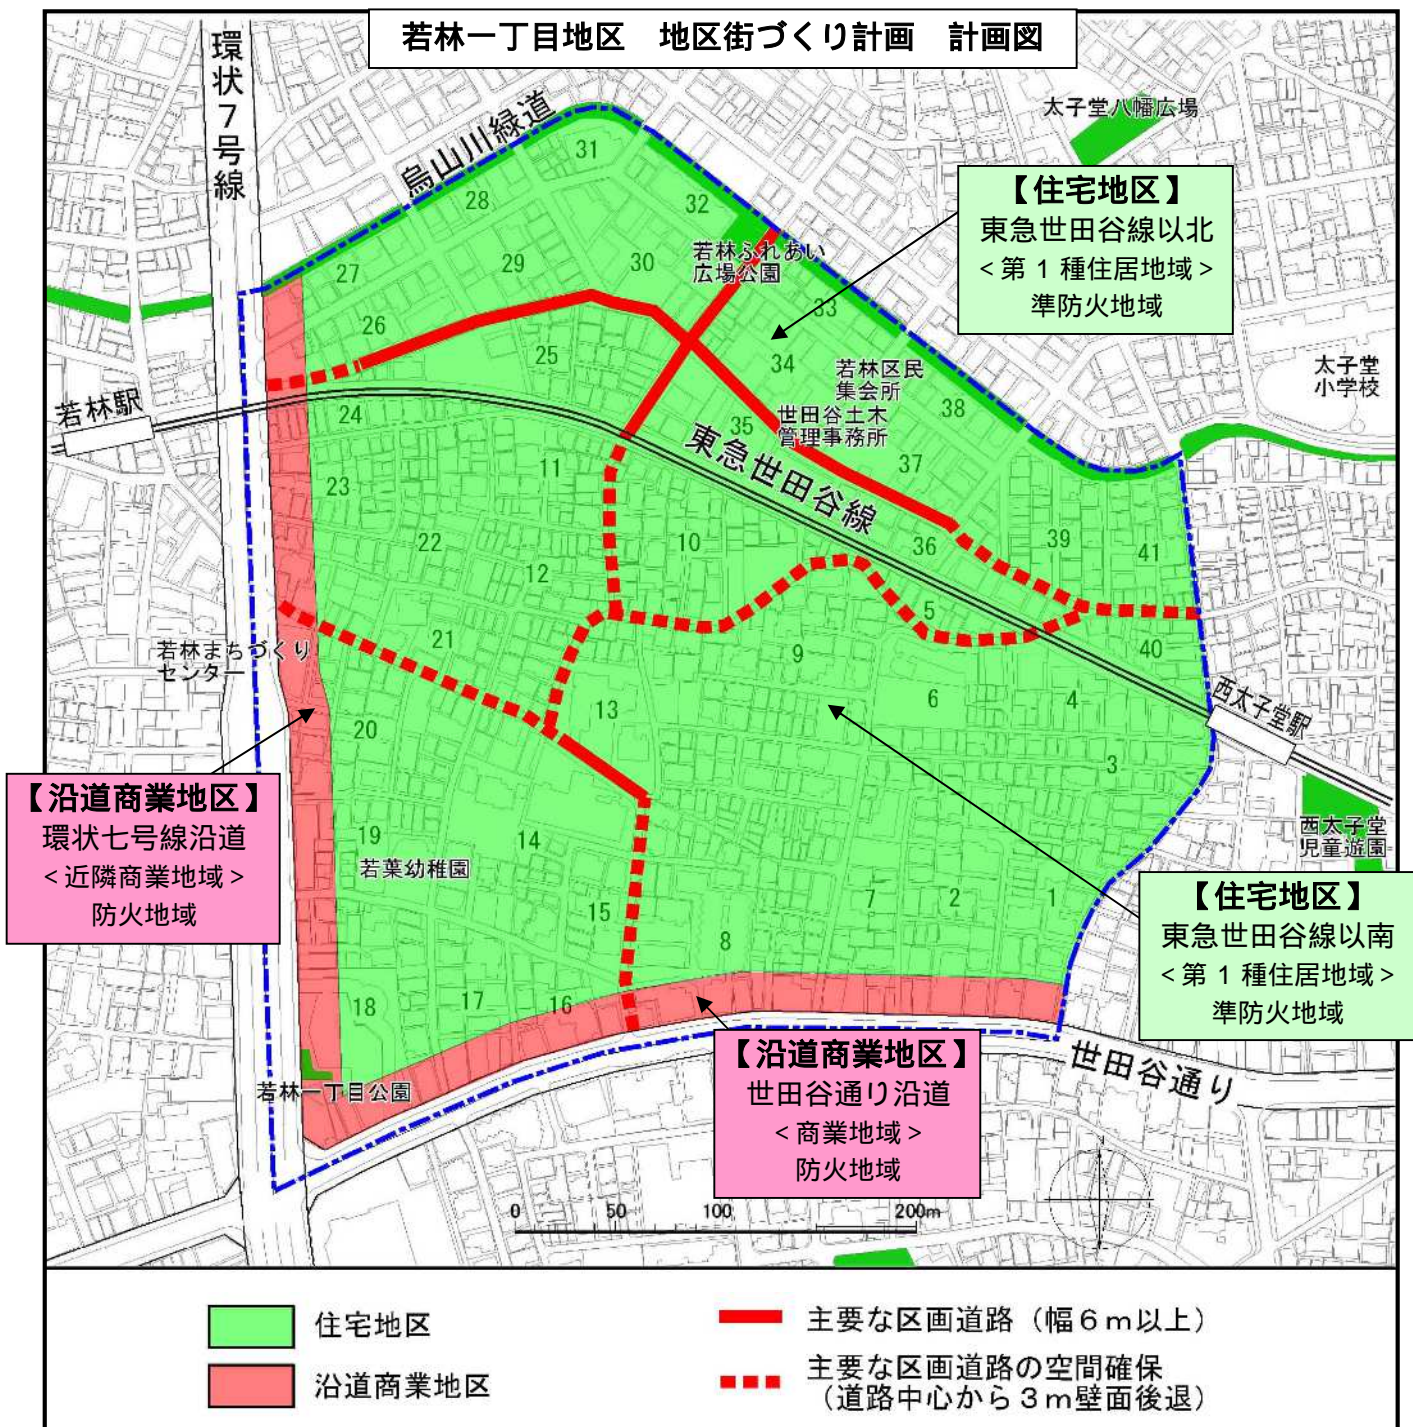 若林一丁目地区　地区街づくり計画　計画図
環状７号線
烏山川緑道
太子堂八幡広場
【住宅地区】
東急世田谷線以北
＜第１種住居地域＞
準防火地域
31
28
32
27
29
30
若林ふれあい
広場公園
33
26
25
34
若林区民
集会所
太子堂
小学校
若林駅
24
35
世田谷土木
管理事務所
38
東急世田谷線
37
23
11
22
10
36
39
41
12
5
21
9
40
若林まちづくり
センター
20
13
6
4
西太子堂駅
3
【沿道商業地区】
環状七号線沿道
＜近隣商業地域＞
防火地域
19
14
若葉幼稚園
西太子堂
児童遊園
15
7
2
1
8
【住宅地区】
東急世田谷線以南
＜第１種住居地域＞
準防火地域
18
17
16
若林一丁目公園
【沿道商業地区】
世田谷通り沿道
＜商業地域＞
防火地域
世田谷通り
0 50 100 200m
住宅地区
沿道商業地区
主要な区画道路（幅６ｍ以上）
主要な区画道路の空間確保
（道路中心から３ｍ壁面後退）